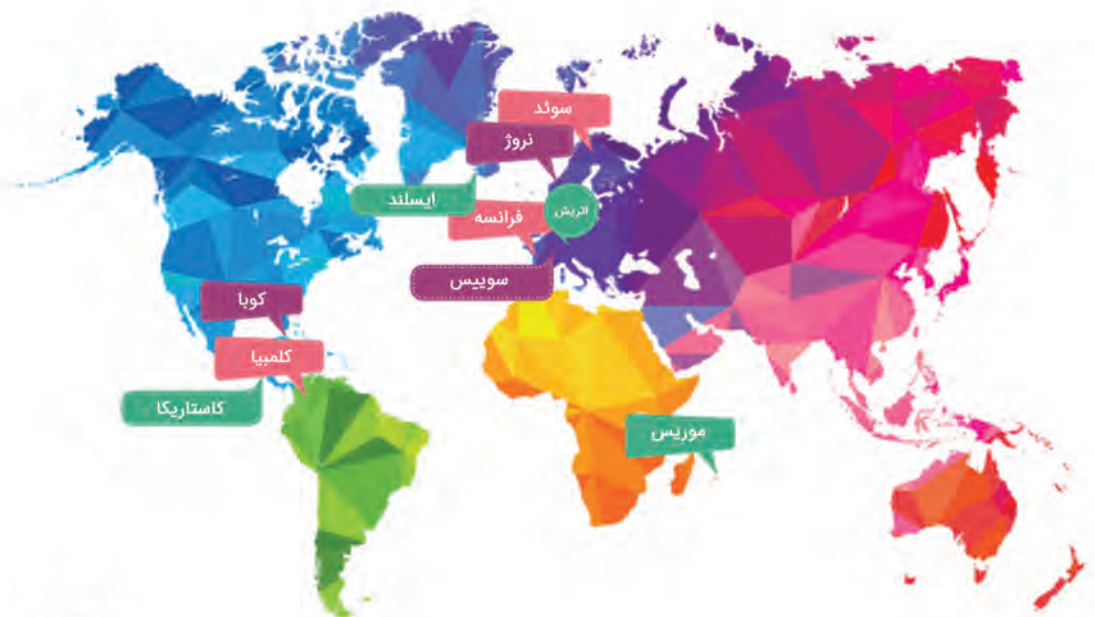 سوئد
نروژ
ایسلند
اتریش
فرانسه
سوییس
کوبا
کلمبیا
کاستاریکا
موریس